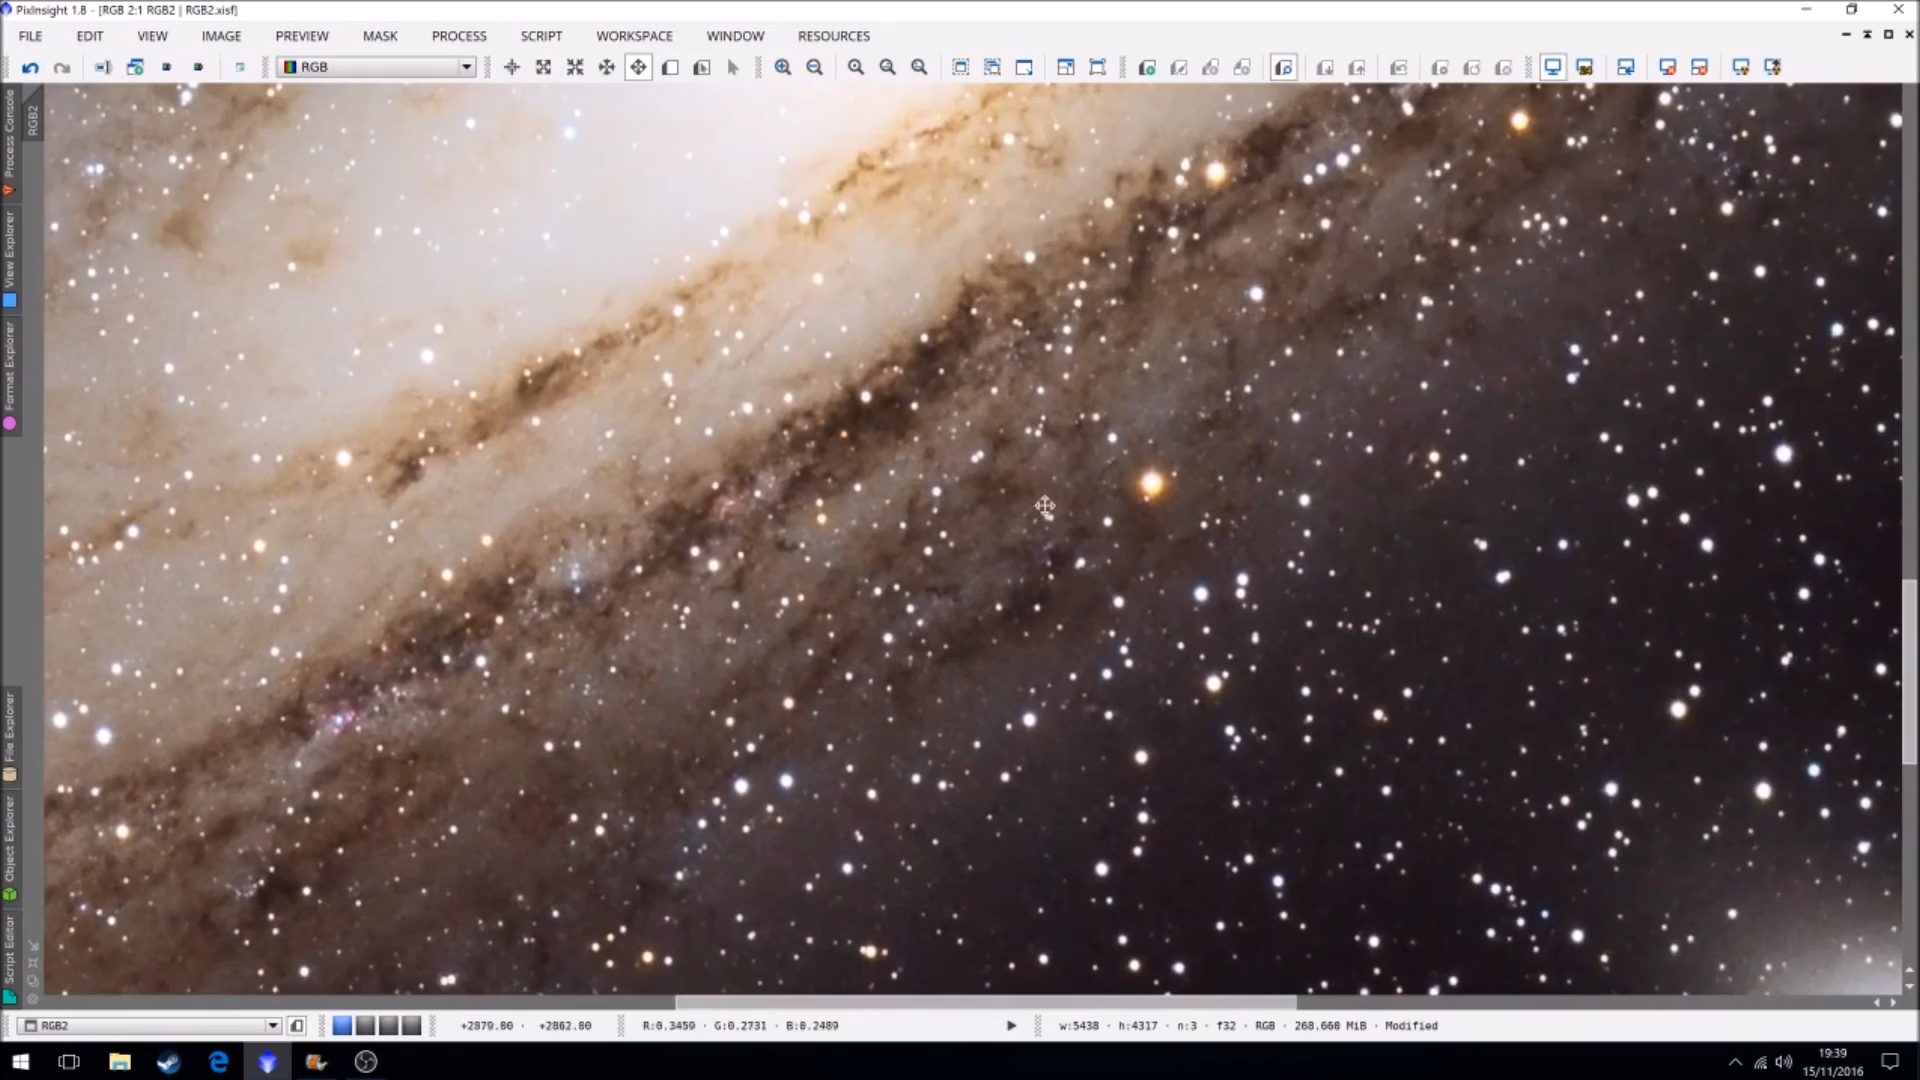 PixInsight 1.8 - [RGB 2:1 RGB2 | RGB2.xisf]
FILE EDIT VIEW IMAGE PREVIEW MASK PROCESS SCRIPT WORKSPACE WINDOW RESOURCES
RGB
RGB2
Process Console
View Explorer
Format Explorer
File Explorer
Object Explorer
Script Editor
RGB2
+2879.00 · +2862.00
R:0.3459 · G:0.2731 · B:0.2489
w:5438 · h:4317 · n:3 · f32 · RGB · 268.660 MiB · Modified
19:39
15/11/2016